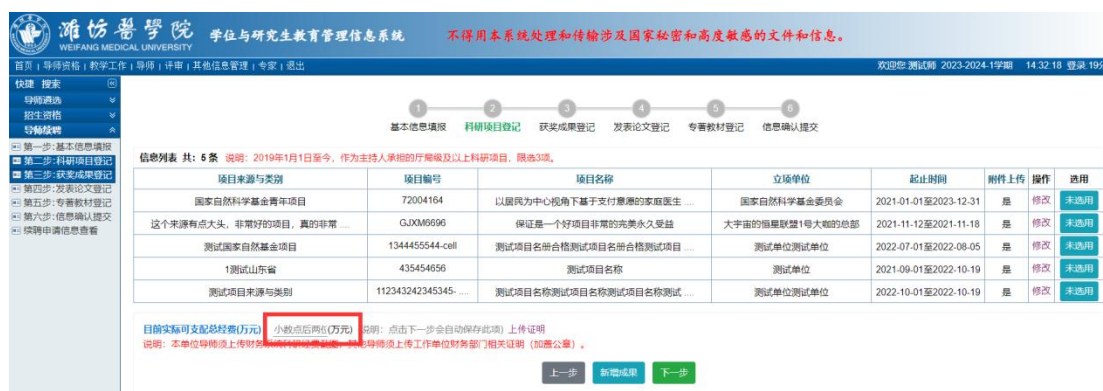 潍坊医学院 学位与研究生教育管理信息系统 不得用本系统处理和传输涉及国家秘密和高度敏感的文件和信息。
WEIFANG MEDICAL UNIVERSITY
首页 | 导师资格 | 教学工作 | 导师 | 评审 | 其他信息管理 | 专家 | 退出 欢迎您:测试师 2023-2024-1学期 14:32:18 登录:19分
快捷 搜索
导师遴选
招生资格
导师续聘
第一步:基本信息填报
第二步:科研项目登记
第三步:获奖成果登记
第四步:发表论文登记
第五步:专著教材登记
第六步:信息确认提交
续聘申请信息查看
1 2 3 4 5 6
基本信息填报 科研项目登记 获奖成果登记 发表论文登记 专著教材登记 信息确认提交
信息列表 共: 5 条 说明: 2019年1月1日至今, 作为主持人承担的厅局级及以上科研项目, 限选3项。
项目来源与类别 项目编号 项目名称 立项单位 起止时间 附件上传 操作 选用
国家自然科学基金青年项目 72004164 以居民为中心视角下基于支付意愿的家庭医生 .... 国家自然科学基金委员会 2021-01-01至2023-12-31 是 修改 未选用
这个来源有点大头, 非常好的项目, 真的非常 .... GJXM6696 保证是一个好项目非常的完美永久受益 大宇宙的恒星联盟1号大咖的总部 2021-11-12至2021-11-18 是 修改 未选用
测试国家自然基金项目 1344455544-cell 测试项目名册合格测试项目名册合格测试项目 .... 测试单位测试单位 2022-07-01至2022-08-05 是 修改 未选用
1测试山东省 435454656 测试项目名称 测试单位 2021-09-01至2022-10-19 是 修改 未选用
测试项目来源与类别 112343242345345- .... 测试项目名称测试项目名称测试项目名称测试 .... 测试单位测试单位 2022-10-01至2022-10-19 是 修改 未选用
目前实际可支配总经费(万元) 小数点后两位(万元) 说明: 点击下一步会自动保存此项) 上传证明
说明: 本单位导师须上传财务系统科研经费截图, 其他导师须上传工作单位财务部门相关证明 (加盖公章) 。
上一步 新增成果 下一步